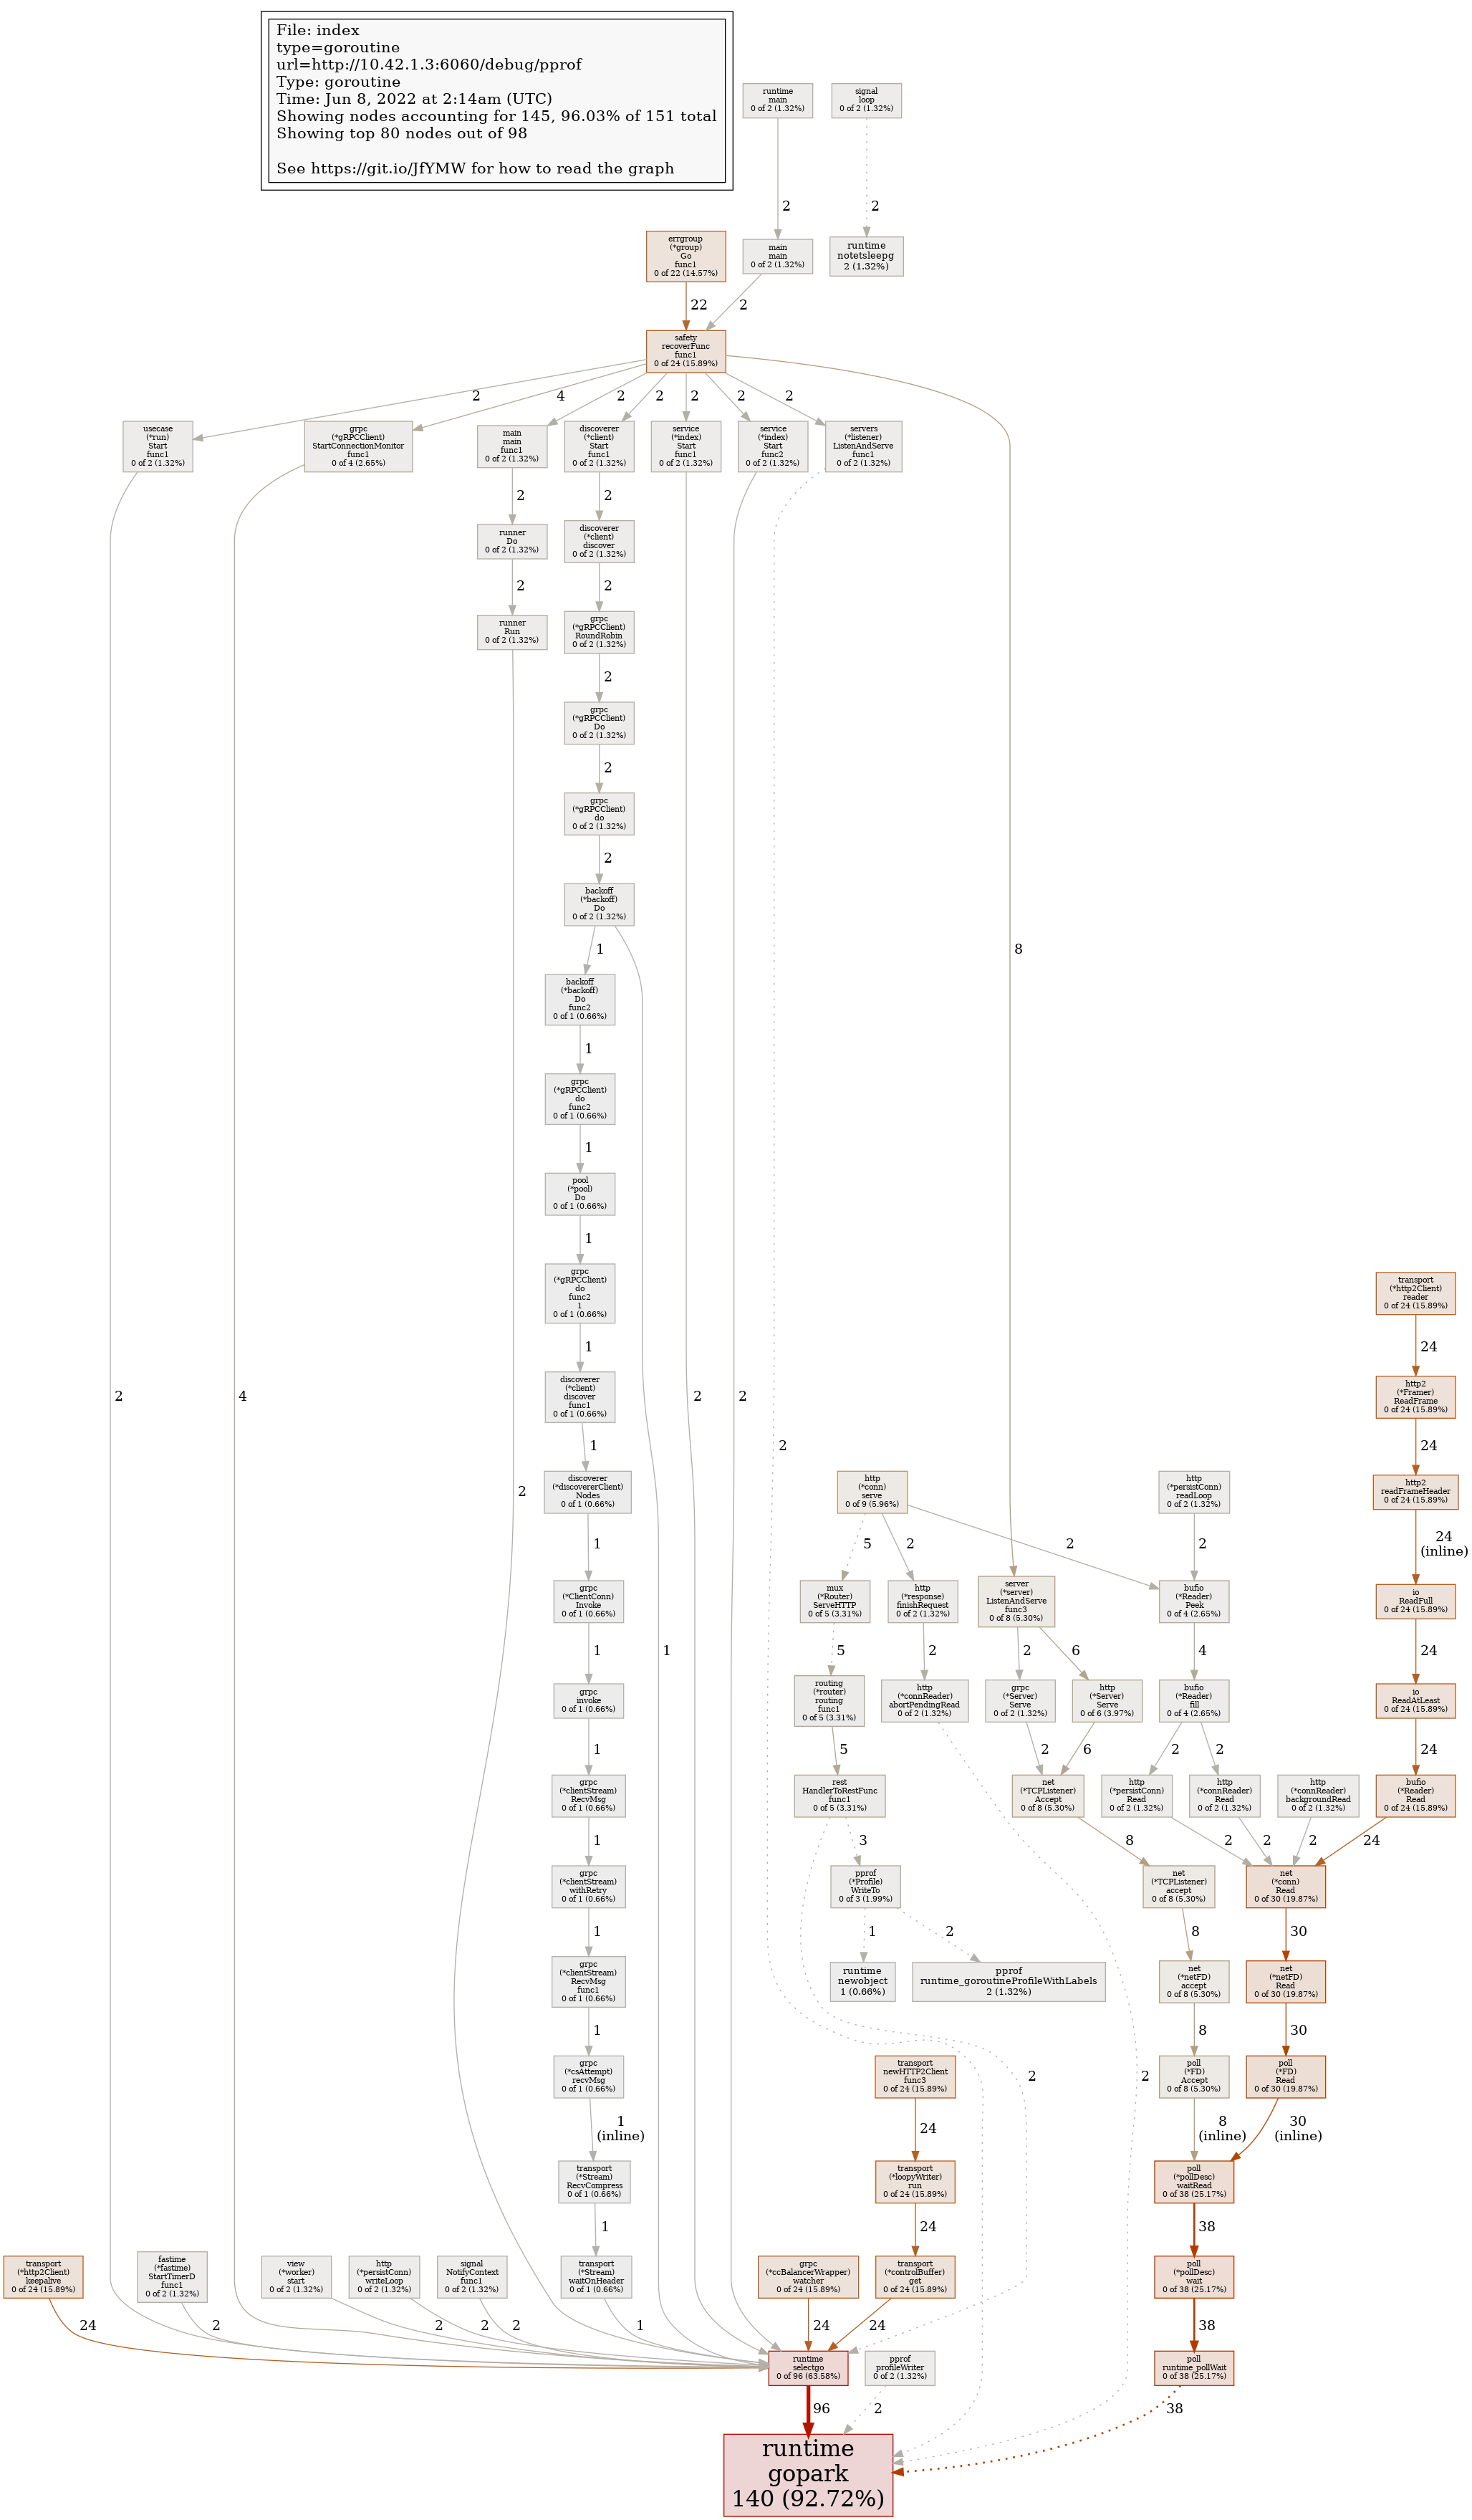 File: index
type=goroutine
url=http://10.42.1.3:6060/debug/pprof
Type: goroutine
Time: Jun 8, 2022 at 2:14am (UTC)
Showing nodes accounting for 145, 96.03% of 151 total
Showing top 80 nodes out of 98
See https://git.io/JfYMW for how to read the graph
runtime
main
0 of 2 (1.32%)
signal
loop
0 of 2 (1.32%)
2
2
errgroup
(*group)
Go
func1
0 of 22 (14.57%)
main
main
0 of 2 (1.32%)
runtime
notetsleepg
2 (1.32%)
22
2
safety
recoverFunc
func1
0 of 24 (15.89%)
2
4
2
2
2
2
2
8
usecase
(*run)
Start
func1
0 of 2 (1.32%)
grpc
(*gRPCClient)
StartConnectionMonitor
func1
0 of 4 (2.65%)
main
main
func1
0 of 2 (1.32%)
discoverer
(*client)
Start
func1
0 of 2 (1.32%)
service
(*index)
Start
func1
0 of 2 (1.32%)
service
(*index)
Start
func2
0 of 2 (1.32%)
servers
(*listener)
ListenAndServe
func1
0 of 2 (1.32%)
2
4
2
2
2
2
2
runner
Do
0 of 2 (1.32%)
2
runner
Run
0 of 2 (1.32%)
2
discoverer
(*client)
discover
0 of 2 (1.32%)
2
grpc
(*gRPCClient)
RoundRobin
0 of 2 (1.32%)
2
grpc
(*gRPCClient)
Do
0 of 2 (1.32%)
2
grpc
(*gRPCClient)
do
0 of 2 (1.32%)
2
backoff
(*backoff)
Do
0 of 2 (1.32%)
1
1
backoff
(*backoff)
Do
func2
0 of 1 (0.66%)
1
grpc
(*gRPCClient)
do
func2
0 of 1 (0.66%)
1
pool
(*pool)
Do
0 of 1 (0.66%)
1
grpc
(*gRPCClient)
do
func2
1
0 of 1 (0.66%)
1
discoverer
(*client)
discover
func1
0 of 1 (0.66%)
1
discoverer
(*discovererClient)
Nodes
0 of 1 (0.66%)
1
grpc
(*ClientConn)
Invoke
0 of 1 (0.66%)
1
grpc
invoke
0 of 1 (0.66%)
1
grpc
(*clientStream)
RecvMsg
0 of 1 (0.66%)
1
grpc
(*clientStream)
withRetry
0 of 1 (0.66%)
1
grpc
(*clientStream)
RecvMsg
func1
0 of 1 (0.66%)
1
grpc
(*csAttempt)
recvMsg
0 of 1 (0.66%)
1
(inline)
transport
(*Stream)
RecvCompress
0 of 1 (0.66%)
1
transport
(*Stream)
waitOnHeader
0 of 1 (0.66%)
1
http
(*conn)
serve
0 of 9 (5.96%)
5
2
2
mux
(*Router)
ServeHTTP
0 of 5 (3.31%)
5
routing
(*router)
routing
func1
0 of 5 (3.31%)
5
rest
HandlerToRestFunc
func1
0 of 5 (3.31%)
3
2
pprof
(*Profile)
WriteTo
0 of 3 (1.99%)
1
2
runtime
newobject
1 (0.66%)
pprof
runtime_goroutineProfileWithLabels
2 (1.32%)
http
(*response)
finishRequest
0 of 2 (1.32%)
2
http
(*connReader)
abortPendingRead
0 of 2 (1.32%)
2
server
(*server)
ListenAndServe
func3
0 of 8 (5.30%)
2
6
grpc
(*Server)
Serve
0 of 2 (1.32%)
http
(*Server)
Serve
0 of 6 (3.97%)
2
6
net
(*TCPListener)
Accept
0 of 8 (5.30%)
8
net
(*TCPListener)
accept
0 of 8 (5.30%)
8
net
(*netFD)
accept
0 of 8 (5.30%)
8
poll
(*FD)
Accept
0 of 8 (5.30%)
8
(inline)
http
(*persistConn)
readLoop
0 of 2 (1.32%)
2
bufio
(*Reader)
Peek
0 of 4 (2.65%)
4
bufio
(*Reader)
fill
0 of 4 (2.65%)
2
2
http
(*persistConn)
Read
0 of 2 (1.32%)
http
(*connReader)
Read
0 of 2 (1.32%)
http
(*connReader)
backgroundRead
0 of 2 (1.32%)
2
2
2
transport
(*http2Client)
reader
0 of 24 (15.89%)
24
http2
(*Framer)
ReadFrame
0 of 24 (15.89%)
24
http2
readFrameHeader
0 of 24 (15.89%)
24
(inline)
io
ReadFull
0 of 24 (15.89%)
24
io
ReadAtLeast
0 of 24 (15.89%)
24
bufio
(*Reader)
Read
0 of 24 (15.89%)
24
net
(*conn)
Read
0 of 30 (19.87%)
30
net
(*netFD)
Read
0 of 30 (19.87%)
30
poll
(*FD)
Read
0 of 30 (19.87%)
30
(inline)
poll
(*pollDesc)
waitRead
0 of 38 (25.17%)
38
poll
(*pollDesc)
wait
0 of 38 (25.17%)
38
poll
runtime_pollWait
0 of 38 (25.17%)
38
transport
newHTTP2Client
func3
0 of 24 (15.89%)
24
transport
(*loopyWriter)
run
0 of 24 (15.89%)
24
transport
(*http2Client)
keepalive
0 of 24 (15.89%)
fastime
(*fastime)
StartTimerD
func1
0 of 2 (1.32%)
view
(*worker)
start
0 of 2 (1.32%)
http
(*persistConn)
writeLoop
0 of 2 (1.32%)
signal
NotifyContext
func1
0 of 2 (1.32%)
grpc
(*ccBalancerWrapper)
watcher
0 of 24 (15.89%)
transport
(*controlBuffer)
get
0 of 24 (15.89%)
24
2
2
2
2
24
24
runtime
selectgo
0 of 96 (63.58%)
pprof
profileWriter
0 of 2 (1.32%)
96
2
runtime
gopark
140 (92.72%)